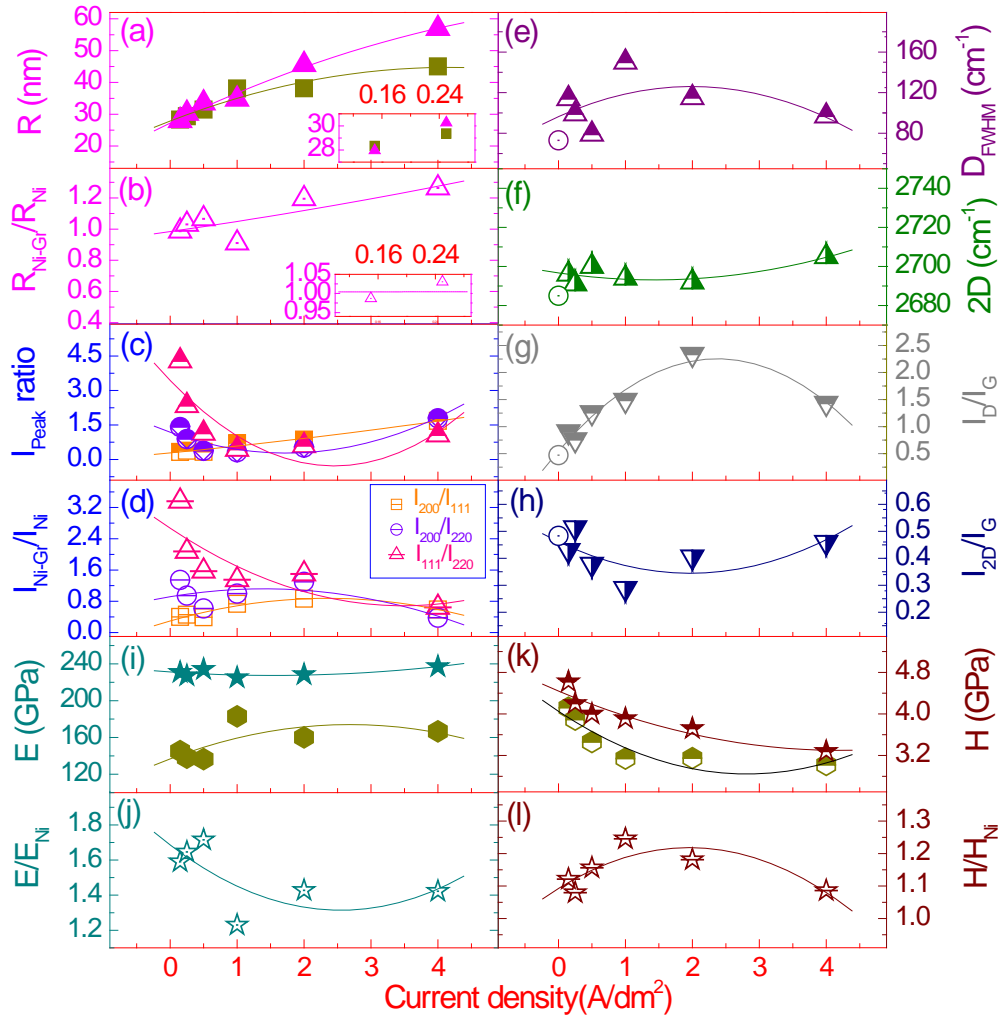 (a)
R (nm)
60
50
40
30
20
0.16 0.24
30
28
(b)
R_Ni-Gr/R_Ni
1.2
1.0
0.8
0.6
0.4
0.16 0.24
1.05
1.00
0.95
(c)
I_Peak ratio
4.5
3.0
1.5
0.0
(d)
I_Ni-Gr/I_Ni
3.2
2.4
1.6
0.8
0.0
I_200/I_111
I_200/I_220
I_111/I_220
(i)
E (GPa)
240
200
160
120
(j)
E/E_Ni
1.8
1.6
1.4
1.2
0 1 2 3 4
(e)
D_FWHM (cm^-1)
160
120
80
(f)
2D (cm^-1)
2740
2720
2700
2680
(g)
I_D/I_G
2.5
2.0
1.5
1.0
0.5
(h)
I_2D/I_G
0.6
0.5
0.4
0.3
0.2
(k)
H (GPa)
4.8
4.0
3.2
(l)
H/H_Ni
1.3
1.2
1.1
1.0
0 1 2 3 4
Current density(A/dm^2)